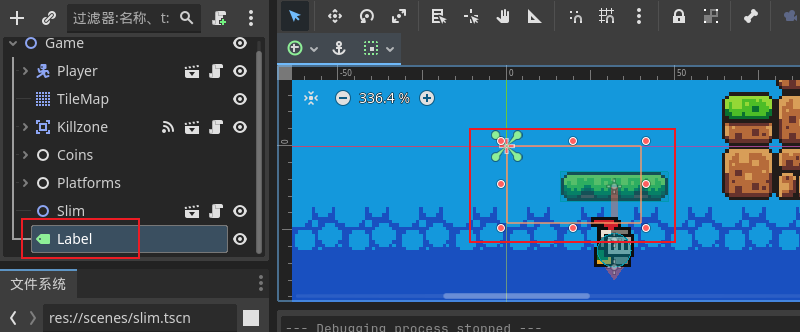 过滤器:名称、t:
Game
Player
TileMap
Killzone
Coins
Platforms
Slim
Label
文件系统
res://scenes/slim.tscn
-50
0
50
336.4 %
0
--- Debugging process stopped ---